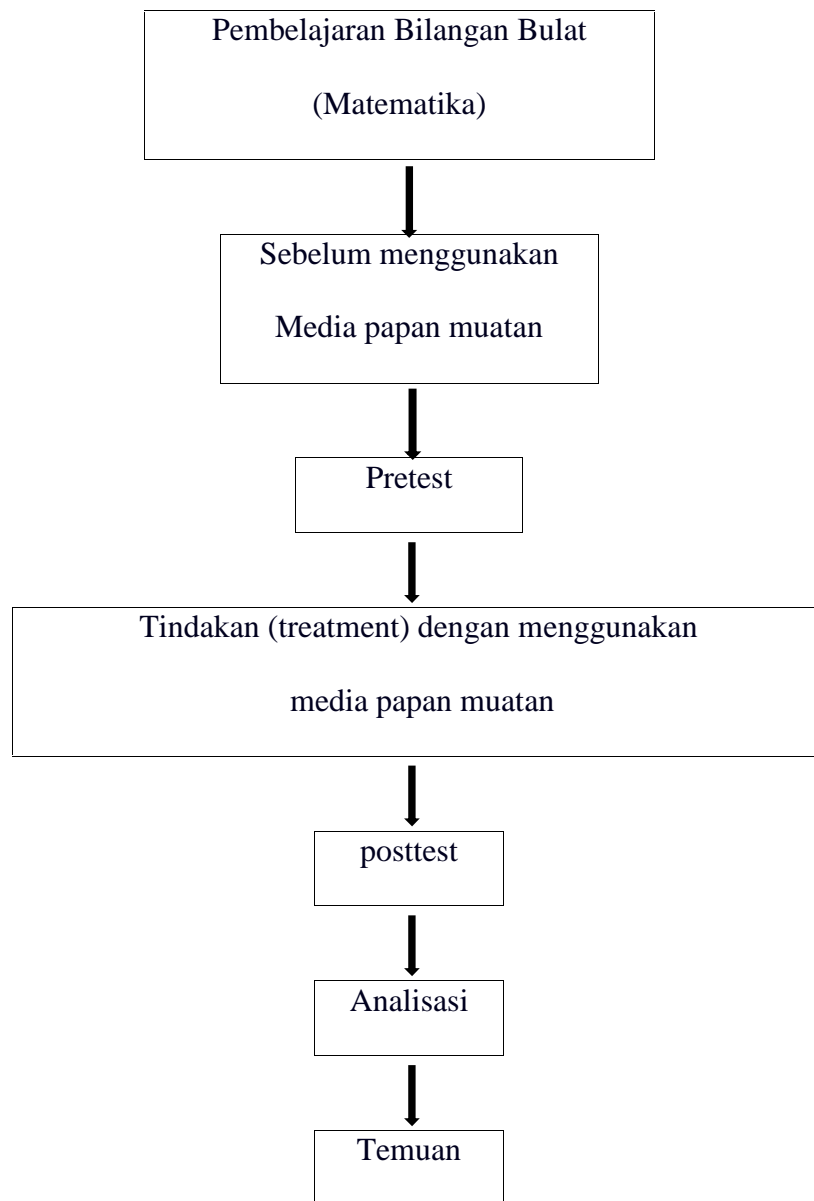 Pembelajaran Bilangan Bulat
(Matematika)
Sebelum menggunakan
Media papan muatan
Pretest
Tindakan (treatment) dengan menggunakan
media papan muatan
posttest
Analisasi
Temuan